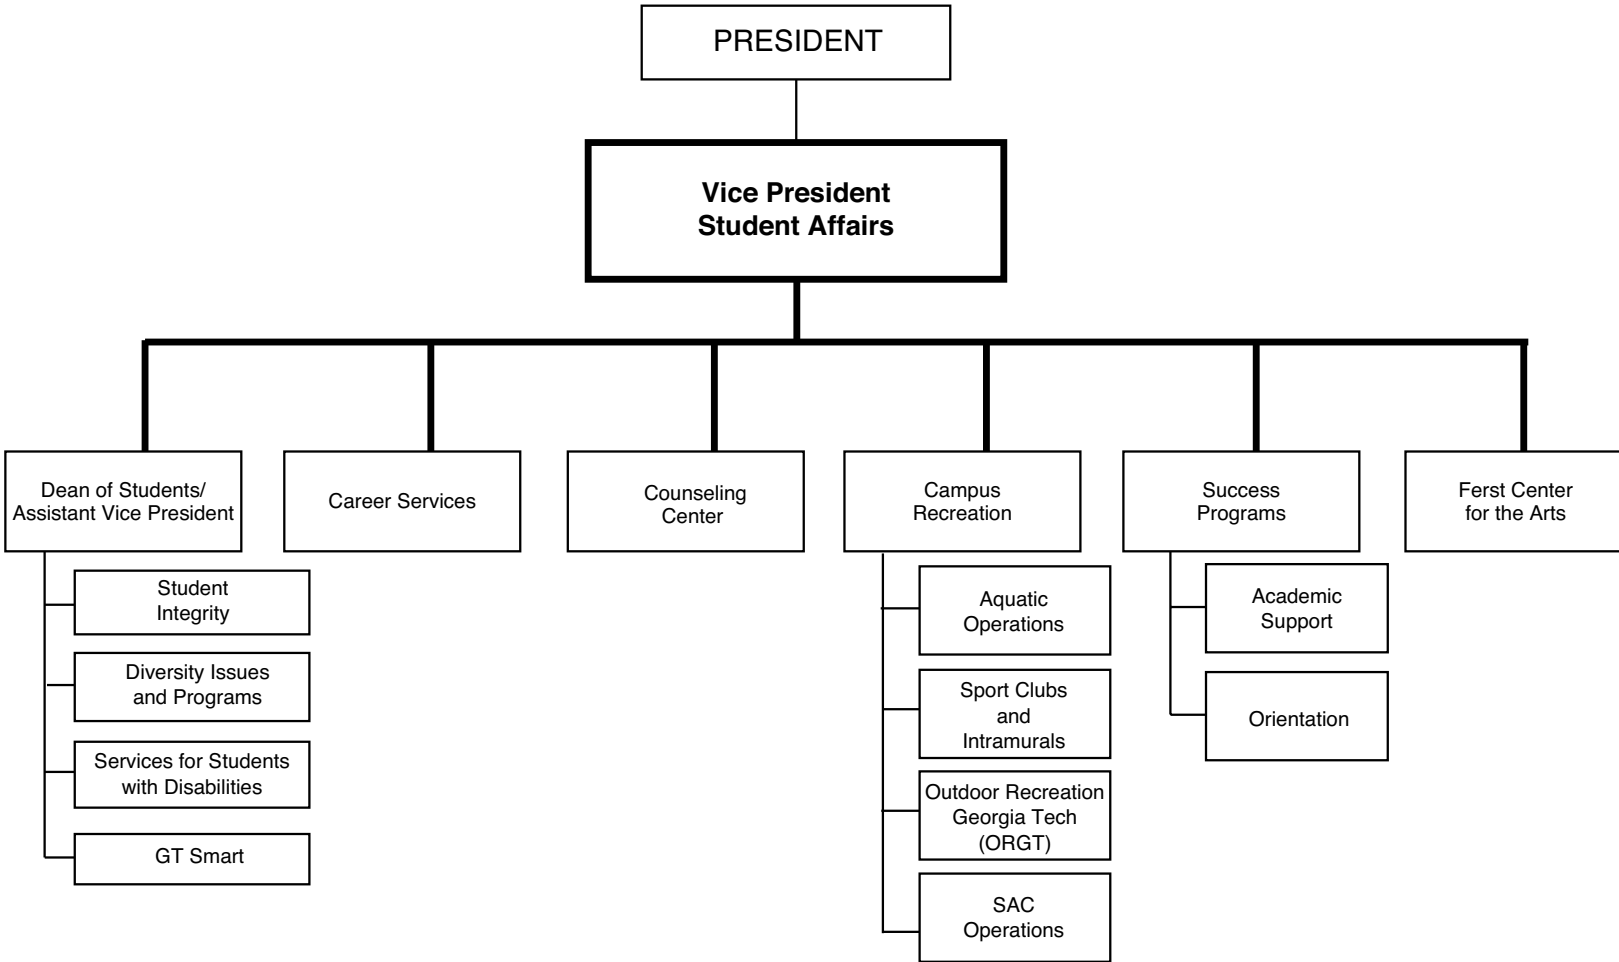 PRESIDENT
Vice President
Student Affairs
Dean of Students/
Assistant Vice President
Career Services
Counseling
Center
Campus
Recreation
Success
Programs
Ferst Center
for the Arts
Student
Integrity
Diversity Issues
and Programs
Services for Students
with Disabilities
GT Smart
Aquatic
Operations
Sport Clubs
and
Intramurals
Outdoor Recreation
Georgia Tech
(ORGT)
SAC
Operations
Academic
Support
Orientation